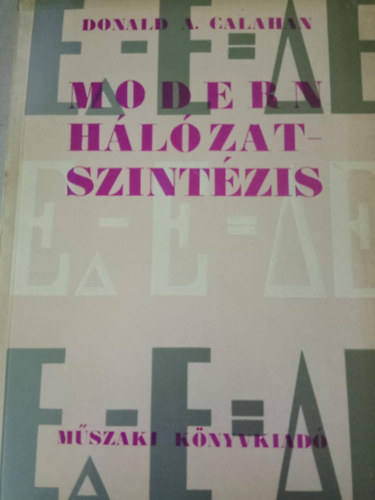 DONALD A. CALAHAN
E△-E=△E
MODERN
HÁLÓZAT-
SZINTÉZIS
E△-E=△E
MŰSZAKI KÖNYVKIADÓ
E△-E=△E